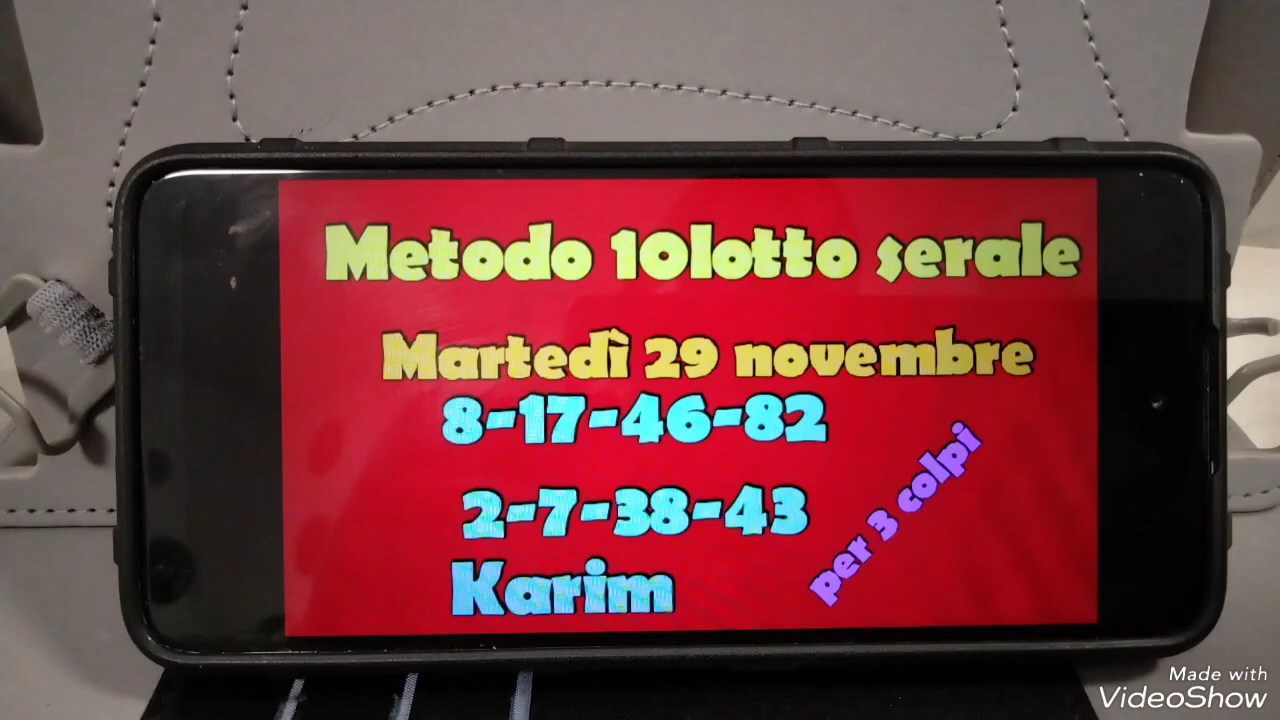 Metodo 10lotto serale
Martedì 29 novembre
8-17-46-82
2-7-38-43
per 3 colpi
Karim
Made with
VideoShow